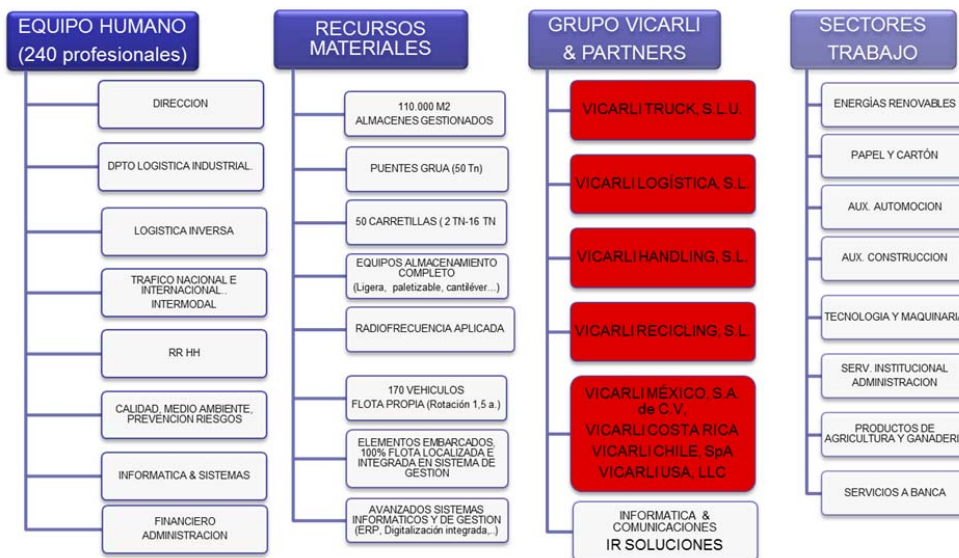 EQUIPO HUMANO
(240 profesionales)
DIRECCION
DPTO LOGISTICA INDUSTRIAL.
LOGISTICA INVERSA
TRAFICO NACIONAL E
INTERNACIONAL..
INTERMODAL
RR HH
CALIDAD, MEDIO AMBIENTE,
PREVENCION RIESGOS
INFORMATICA & SISTEMAS
FINANCIERO
ADMINISTRACION
RECURSOS
MATERIALES
110.000 M2
ALMACENES GESTIONADOS
PUENTES GRUA (50 Tn)
50 CARRETILLAS ( 2 TN-16 TN
EQUIPOS ALMACENAMIENTO
COMPLETO
(Ligera, paletizable, cantiléver...)
RADIOFRECUENCIA APLICADA
170 VEHICULOS
FLOTA PROPIA (Rotación 1,5 a.)
ELEMENTOS EMBARCADOS,
100% FLOTA LOCALIZADA E
INTEGRADA EN SISTEMA DE
GESTION
AVANZADOS SISTEMAS
INFORMATICOS Y DE GESTION
(ERP, Digitalización integrada,..)
GRUPO VICARLI
& PARTNERS
VICARLI TRUCK, S.L.U.
VICARLI LOGÍSTICA, S.L.
VICARLI HANDLING, S.L.
VICARLI RECICLING, S.L.
VICARLI MÉXICO, S.A.
de C.V,
VICARLI COSTA RICA
VICARLI CHILE, SpA
VICARLI USA, LLC
INFORMATICA &
COMUNICACIONES
IR SOLUCIONES
SECTORES
TRABAJO
ENERGÍAS RENOVABLES
PAPEL Y CARTÓN
AUX. AUTOMOCION
AUX. CONSTRUCCION
TECNOLOGIA Y MAQUINARIA
SERV. INSTITUCIONAL
ADMINISTRACION
PRODUCTOS DE
AGRICULTURA Y GANADERI
SERVICIOS A BANCA